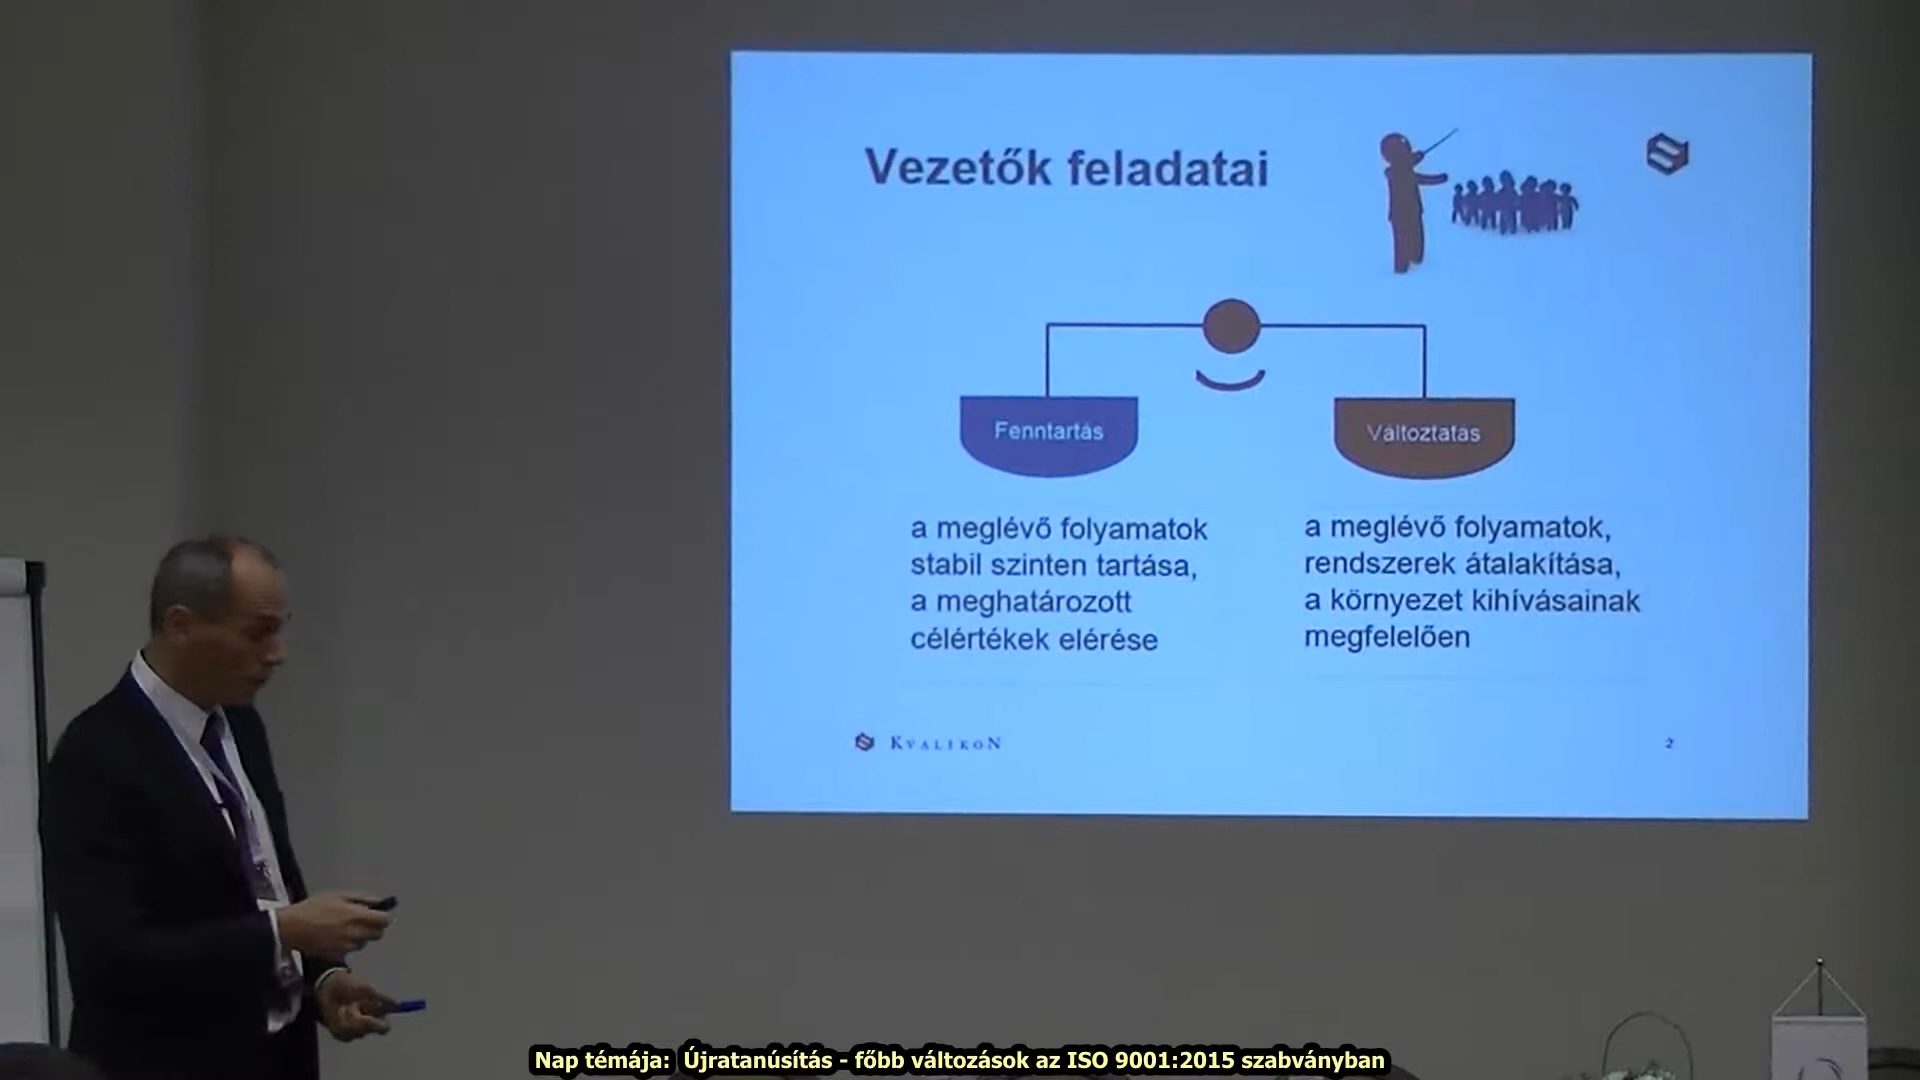 Vezetők feladatai
Fenntartás
Változtatás
a meglévő folyamatok
stabil szinten tartása,
a meghatározott
célértékek elérése
a meglévő folyamatok,
rendszerek átalakítása,
a környezet kihívásainak
megfelelően
KVALIKON
2
Nap témája: Újratanúsítás - főbb változások az ISO 9001:2015 szabványban